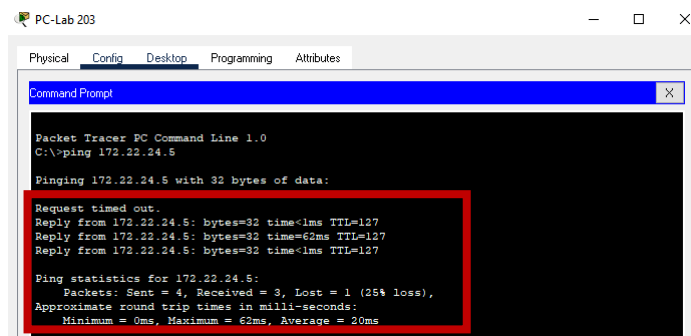 PC-Lab 203
Physical Config Desktop Programming Attributes
Command Prompt
X
Packet Tracer PC Command Line 1.0
C:\>ping 172.22.24.5
Pinging 172.22.24.5 with 32 bytes of data:
Request timed out.
Reply from 172.22.24.5: bytes=32 time<1ms TTL=127
Reply from 172.22.24.5: bytes=32 time=62ms TTL=127
Reply from 172.22.24.5: bytes=32 time<1ms TTL=127
Ping statistics for 172.22.24.5:
Packets: Sent = 4, Received = 3, Lost = 1 (25% loss),
Approximate round trip times in milli-seconds:
Minimum = 0ms, Maximum = 62ms, Average = 20ms